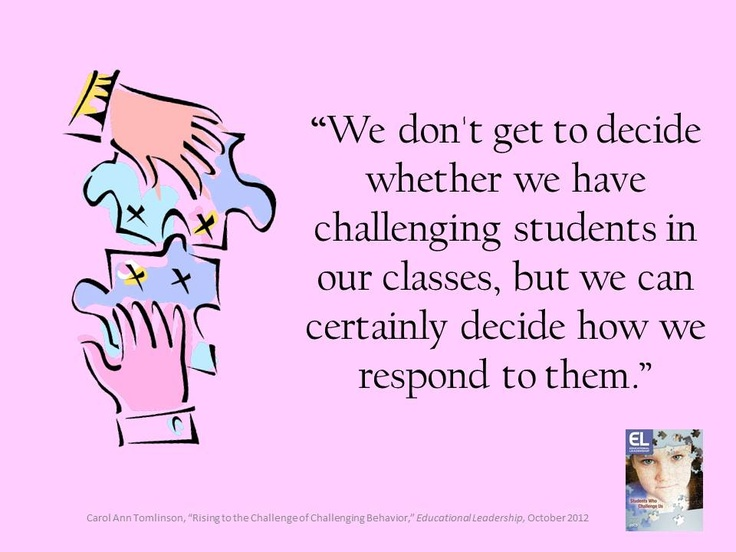 “We don't get to decide
whether we have
challenging students in
our classes, but we can
certainly decide how we
respond to them.”
EL
EDUCATIONAL
LEADERSHIP
Students Who
Challenge Us
Carol Ann Tomlinson, “Rising to the Challenge of Challenging Behavior,” Educational Leadership, October 2012